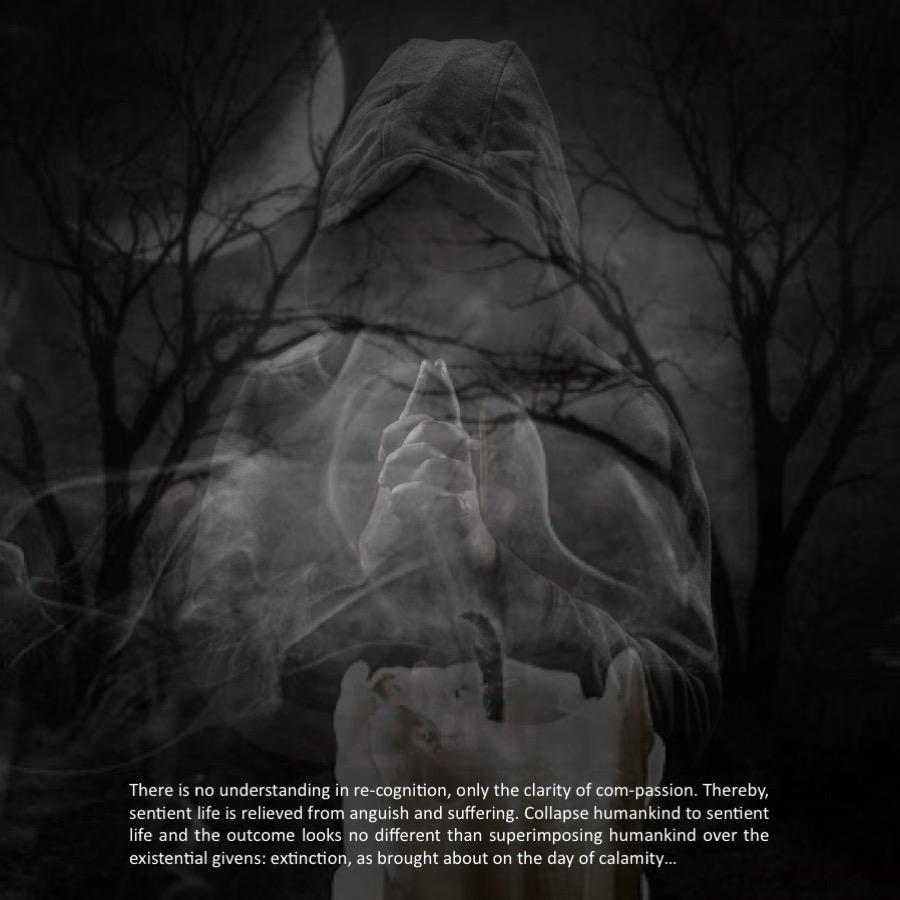 There is no understanding in re-cognition, only the clarity of com-passion. Thereby,
sentient life is relieved from anguish and suffering. Collapse humankind to sentient
life and the outcome looks no different than superimposing humankind over the
existential givens: extinction, as brought about on the day of calamity...